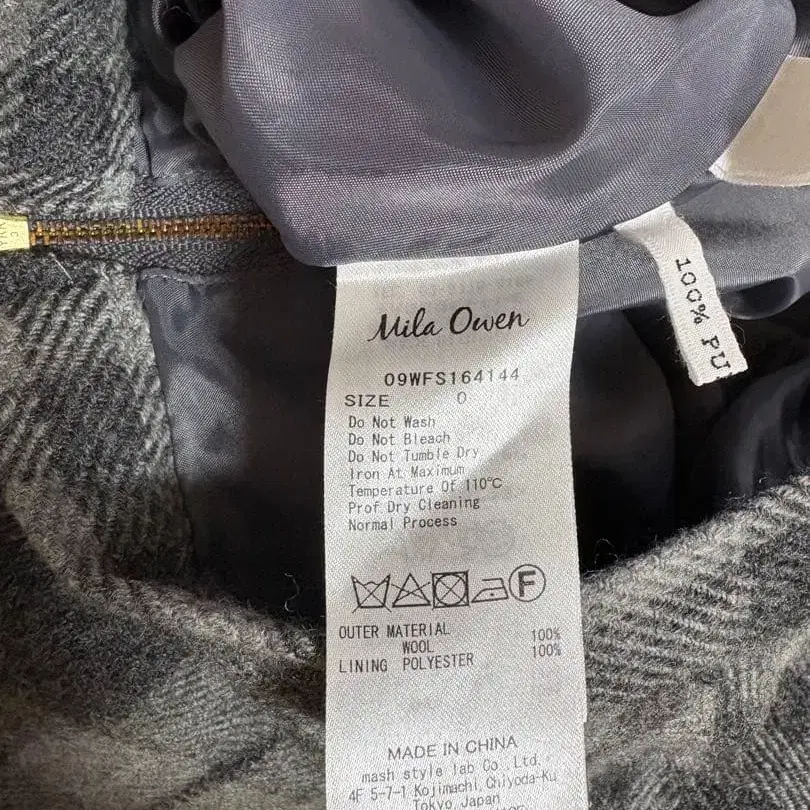 Mila Owen
09WFS164144
SIZE 0
Do Not Wash
Do Not Bleach
Do Not Tumble Dry
Iron At Maximum
Temperature Of 110℃
Prof Dry Cleaning
Normal Process
F
OUTER MATERIAL 100%
WOOL 100%
LINING POLYESTER
MADE IN CHINA
mash style lab Co.,Ltd.
4F 5-7-1 Kojimachi, Chiyoda-Ku
Tokyo, Japan
100% PU